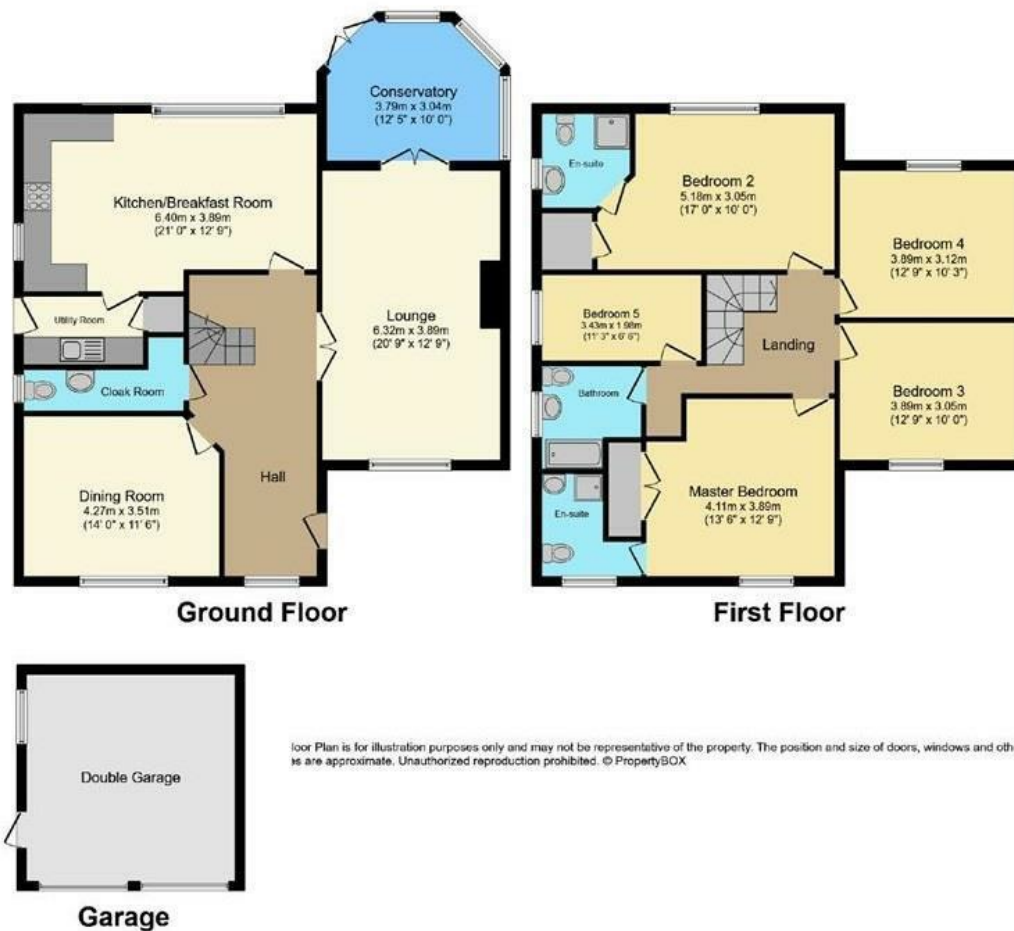 Conservatory
3.79m x 3.04m
(12' 5" x 10' 0")
Kitchen/Breakfast Room
6.40m x 3.89m
(21' 0" x 12' 9")
Utility Room
Lounge
6.32m x 3.89m
(20' 9" x 12' 9")
Cloak Room
Hall
Dining Room
4.27m x 3.51m
(14' 0" x 11' 6")
Ground Floor
En-suite
Bedroom 2
5.18m x 3.05m
(17' 0" x 10' 0")
Bedroom 4
3.89m x 3.12m
(12' 9" x 10' 3")
Bedroom 5
3.43m x 1.98m
(11' 3" x 6' 6")
Landing
Bathroom
Bedroom 3
3.89m x 3.05m
(12' 9" x 10' 0")
Master Bedroom
4.11m x 3.89m
(13' 6" x 12' 9")
En-suite
First Floor
Double Garage
Garage
loor Plan is for illustration purposes only and may not be representative of the property. The position and size of doors, windows and oth
es are approximate. Unauthorized reproduction prohibited. © PropertyBOX